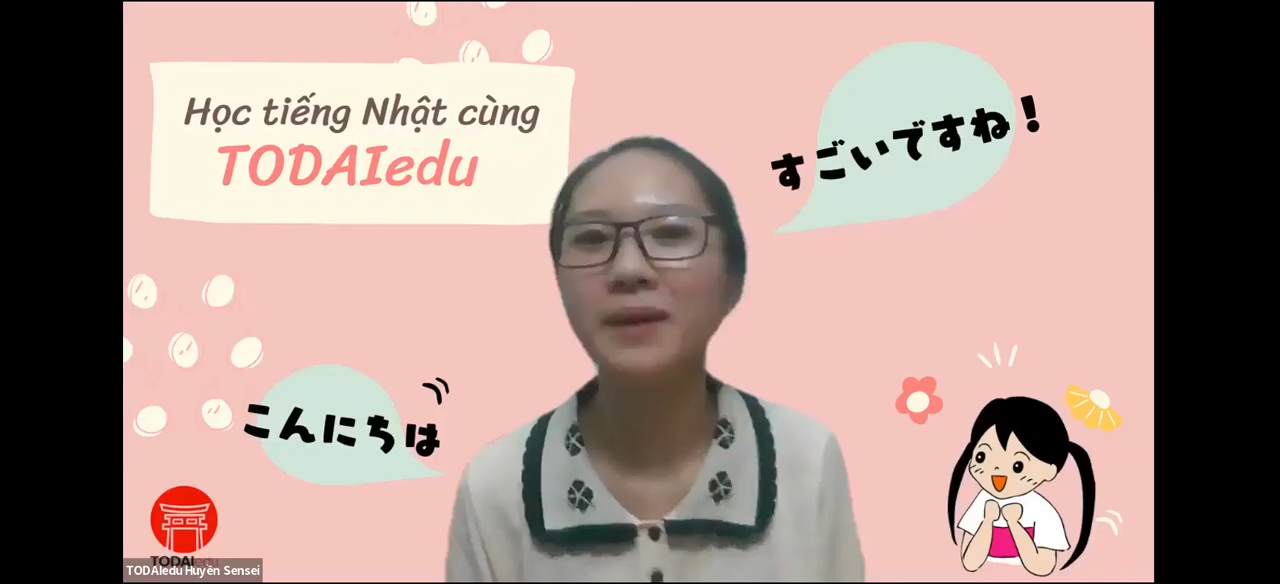 Học tiếng Nhật cùng
TODAIedu
すごいですね!
こんにちは
TODAIedu
TODAIedu Huyền Sensei